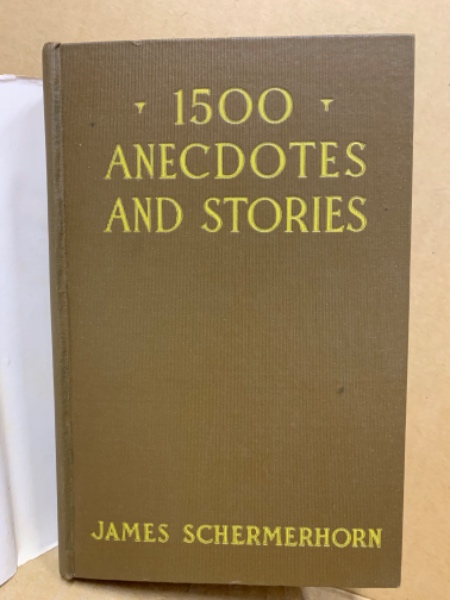 1500
ANECDOTES
AND STORIES
JAMES SCHERMERHORN